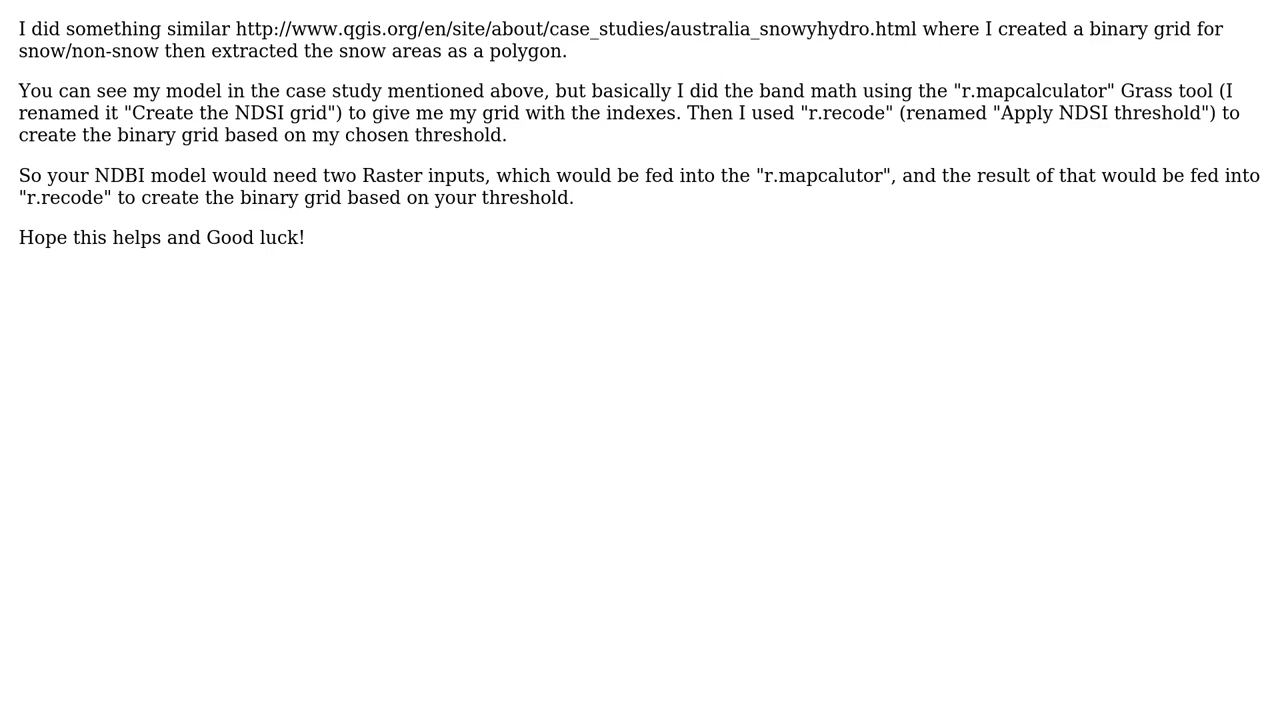 I did something similar http://www.qgis.org/en/site/about/case_studies/australia_snowyhydro.html where I created a binary grid for
snow/non-snow then extracted the snow areas as a polygon.
You can see my model in the case study mentioned above, but basically I did the band math using the "r.mapcalculator" Grass tool (I
renamed it "Create the NDSI grid") to give me my grid with the indexes. Then I used "r.recode" (renamed "Apply NDSI threshold") to
create the binary grid based on my chosen threshold.
So your NDBI model would need two Raster inputs, which would be fed into the "r.mapcalutor", and the result of that would be fed into
"r.recode" to create the binary grid based on your threshold.
Hope this helps and Good luck!